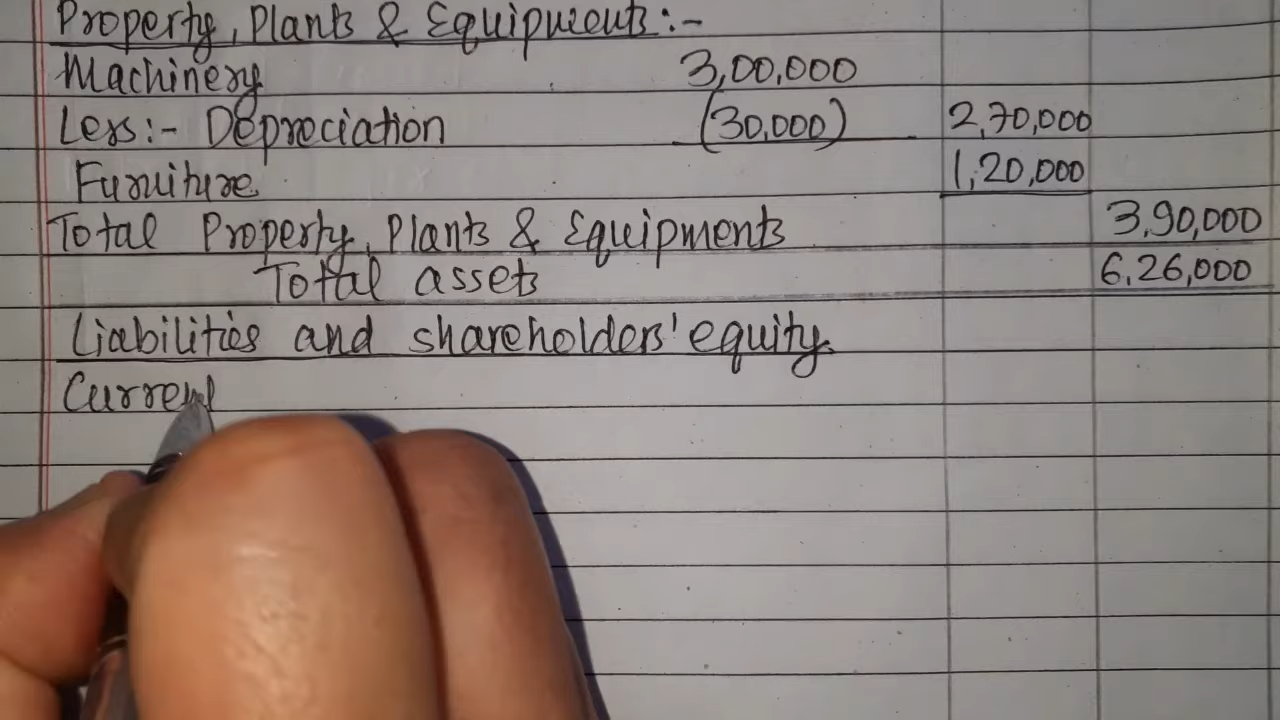 Property, Plants & Equipments:-
Machinery 3,00,000
Less:- Depreciation (30,000) 2,70,000
Furniture 1,20,000
Total Property, Plants & Equipments 3,90,000
Total assets 6,26,000
Liabilities and shareholders' equity
Current